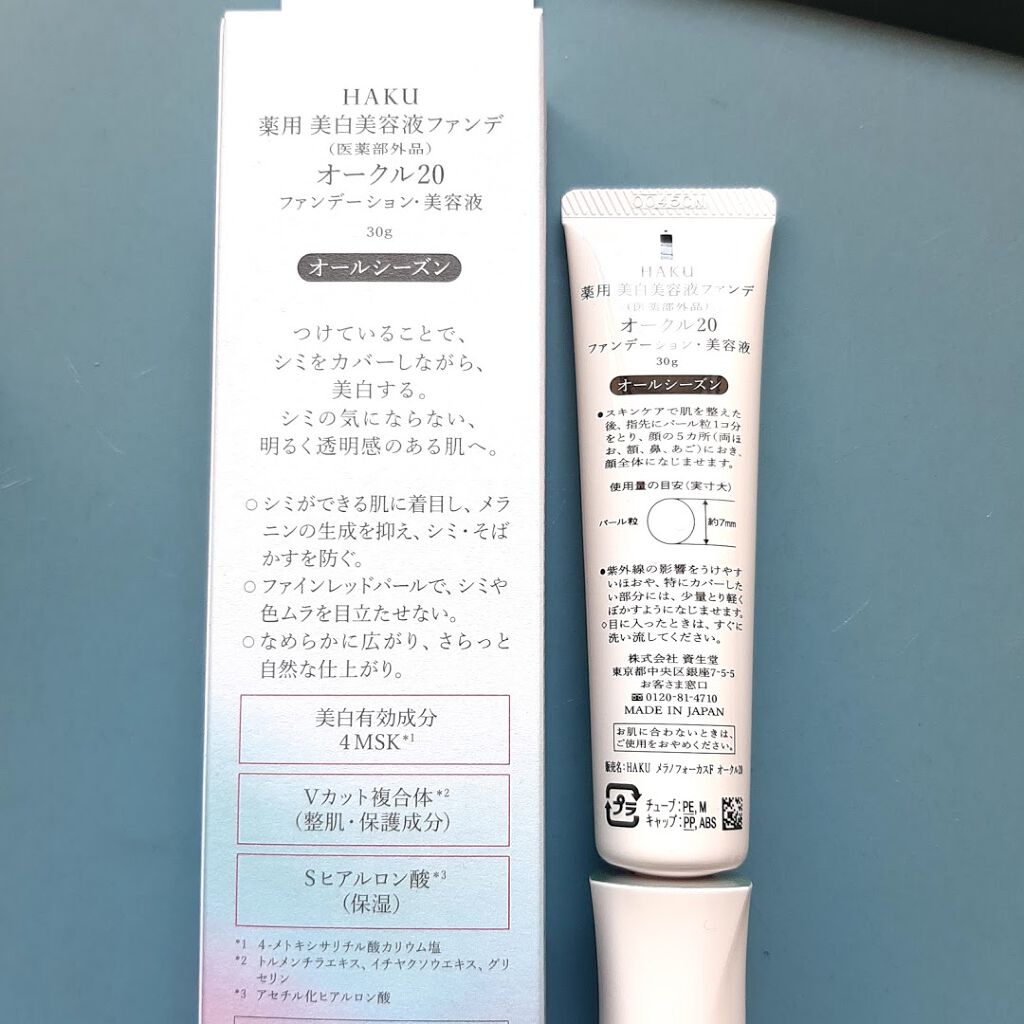 HAKU
薬用 美白美容液ファンデ
(医薬部外品)
オークル20
ファンデーション・美容液
30g
オールシーズン
つけていることで、
シミをカバーしながら、
美白する。
シミの気にならない、
明るく透明感のある肌へ。
○シミができる肌に着目し、メラ
ニンの生成を抑え、シミ・そば
かすを防ぐ。
○ファインレッドパールで、シミや
色ムラを目立たせない。
○なめらかに広がり、さらっと
自然な仕上がり。
美白有効成分
4MSK*1
Vカット複合体*2
(整肌・保護成分)
Sヒアルロン酸*3
(保湿)
*1 4-メトキシサリチル酸カリウム塩
*2 トルメンチラエキス、イチヤクソウエキス、グリ
セリン
*3 アセチル化ヒアルロン酸
HAKU
薬用 美白美容液ファンデ
(医薬部外品)
オークル20
ファンデーション・美容液
30g
オールシーズン
●スキンケアで肌を整えた
後、指先にパール粒1コ分
をとり、顔の5カ所(両ほ
お、額、鼻、あご)におき、
顔全体になじませます。
使用量の目安(実寸大)
パール粒
約7mm
●紫外線の影響をうけやす
いほおや、特にカバーした
い部分には、少量とり軽く
ぼかすようになじませます。
○目に入ったときは、すぐに
洗い流してください。
株式会社 資生堂
東京都中央区銀座7-5-5
お客さま窓口
0120-81-4710
MADE IN JAPAN
お肌に合わないときは、
ご使用をおやめください。
販売名:HAKU メラノフォーカスF オークル20
プラ
チューブ:PE, M
キャップ:PP, ABS